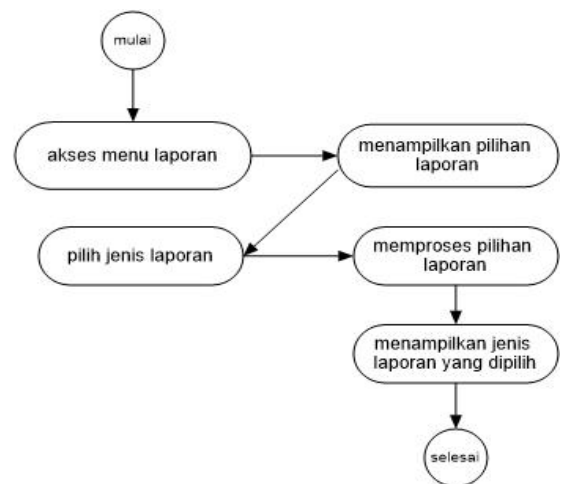 mulai
akses menu laporan
menampilkan pilihan
laporan
pilih jenis laporan
memproses pilihan
laporan
menampilkan jenis
laporan yang dipilih
selesai